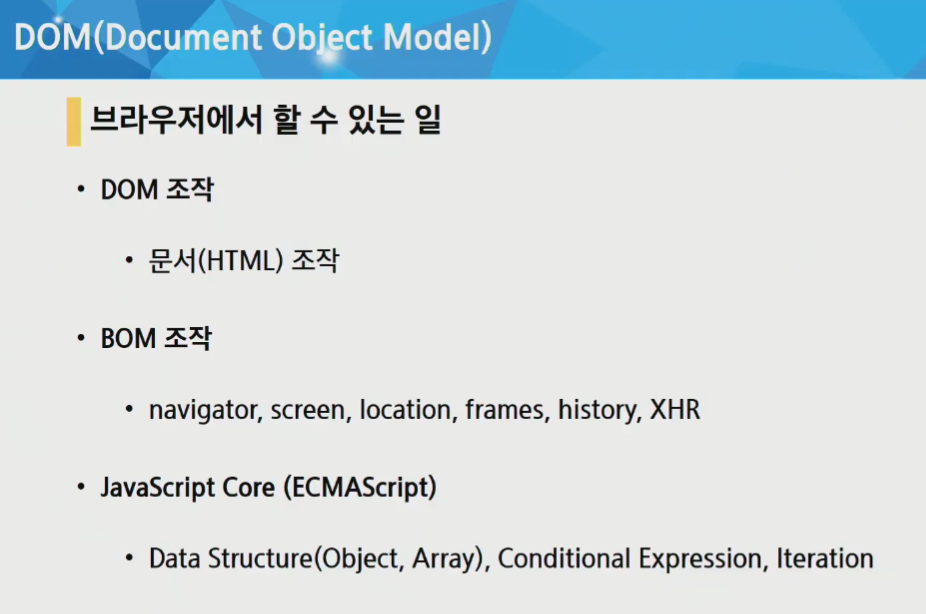 DOM(Document Object Model)
브라우저에서 할 수 있는 일
• DOM 조작
• 문서(HTML) 조작
• BOM 조작
• navigator, screen, location, frames, history, XHR
• JavaScript Core (ECMAScript)
• Data Structure(Object, Array), Conditional Expression, Iteration